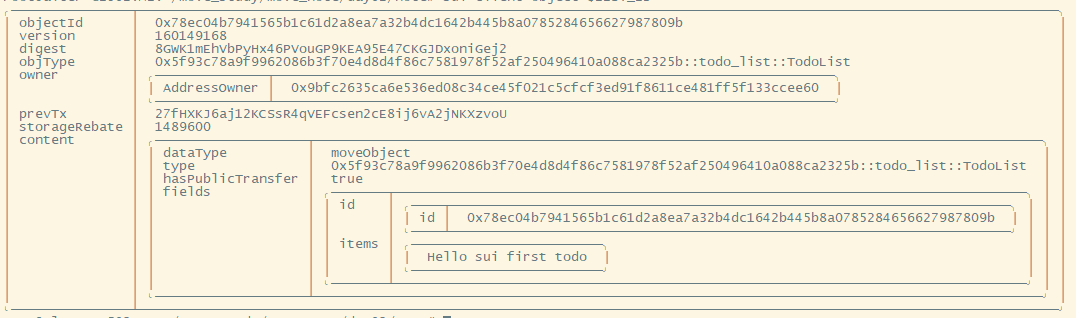 objectId 0x78ec04b7941565b1c61d2a8ea7a32b4dc1642b445b8a0785284656627987809b
version 160149168
digest 8GWK1mEhVbPyHx46PVouGP9KEA95E47CKGJDxoniGej2
objType 0x5f93c78a9f9962086b3f70e4d8d4f86c7581978f52af250496410a088ca2325b::todo_list::TodoList
owner
AddressOwner 0x9bfc2635ca6e536ed08c34ce45f021c5cfcf3ed91f8611ce481ff5f133ccee60
prevTx 27fHXKJ6aj12KCSsR4qVEFcsen2cE8ij6vA2jNKXzvoU
storageRebate 1489600
content
dataType moveObject
type 0x5f93c78a9f9962086b3f70e4d8d4f86c7581978f52af250496410a088ca2325b::todo_list::TodoList
hasPublicTransfer true
fields
id
id 0x78ec04b7941565b1c61d2a8ea7a32b4dc1642b445b8a0785284656627987809b
items
Hello sui first todo